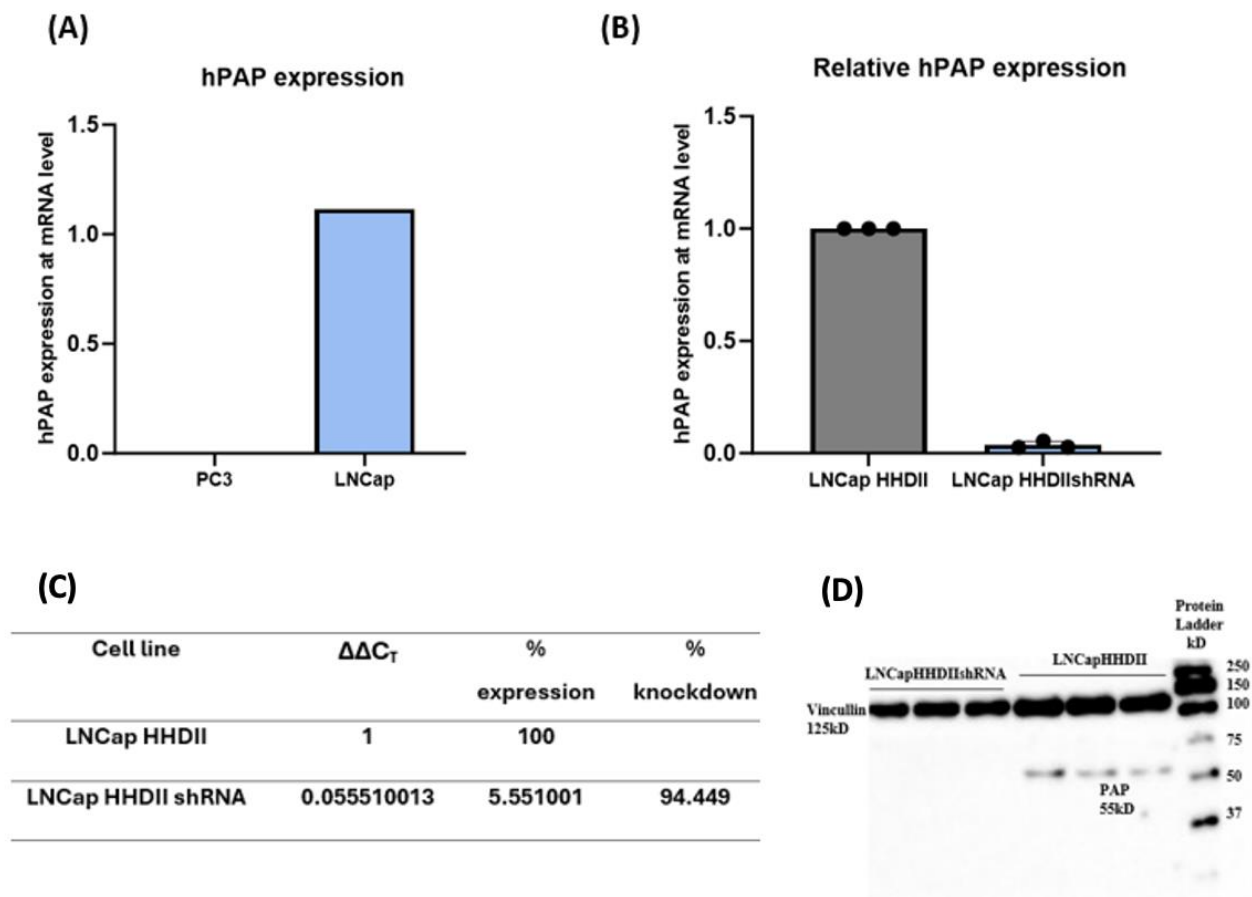 (A)
hPAP expression
hPAP expression at mRNA level
1.5
1.0
0.5
0.0
PC3
LNCap
(B)
Relative hPAP expression
hPAP expression at mRNA level
1.5
1.0
0.5
0.0
LNCap HHDII
LNCap HHDIIshRNA
(C)
Cell line
ΔΔCT
%
expression
%
knockdown
LNCap HHDII
1
100
LNCap HHDII shRNA
0.055510013
5.551001
94.449
(D)
Protein
Ladder
kD
LNCapHHDIIshRNA
LNCapHHDII
250
150
100
75
50
37
Vincullin
125kD
PAP
55kD